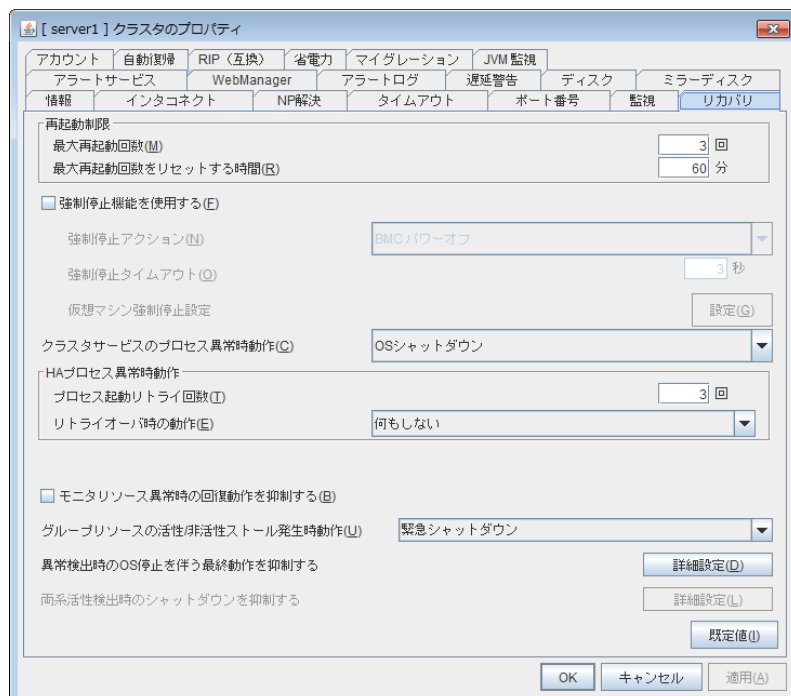 [ server1 ] クラスタのプロパティ
アカウント 自動復帰 RIP（互換） 省電力 マイグレーション JVM監視
アラートサービス WebManager アラートログ 遅延警告 ディスク ミラーディスク
情報 インタコネクト NP解決 タイムアウト ポート番号 監視 リカバリ
再起動制限
最大再起動回数(M) 3 回
最大再起動回数をリセットする時間(R) 60 分
強制停止機能を使用する(F)
強制停止アクション(N) BMCパワーオフ
強制停止タイムアウト(O) 3 秒
仮想マシン強制停止設定 設定(G)
クラスタサービスのプロセス異常時動作(C) OSシャットダウン
HAプロセス異常時動作
プロセス起動リトライ回数(T) 3 回
リトライオーバ時の動作(E) 何もしない
モニタリソース異常時の回復動作を抑制する(B)
グループリソースの活性/非活性ストール発生時動作(U) 緊急シャットダウン
異常検出時のOS停止を伴う最終動作を抑制する 詳細設定(D)
両系活性検出時のシャットダウンを抑制する 詳細設定(L)
既定値(I)
OK キャンセル 適用(A)